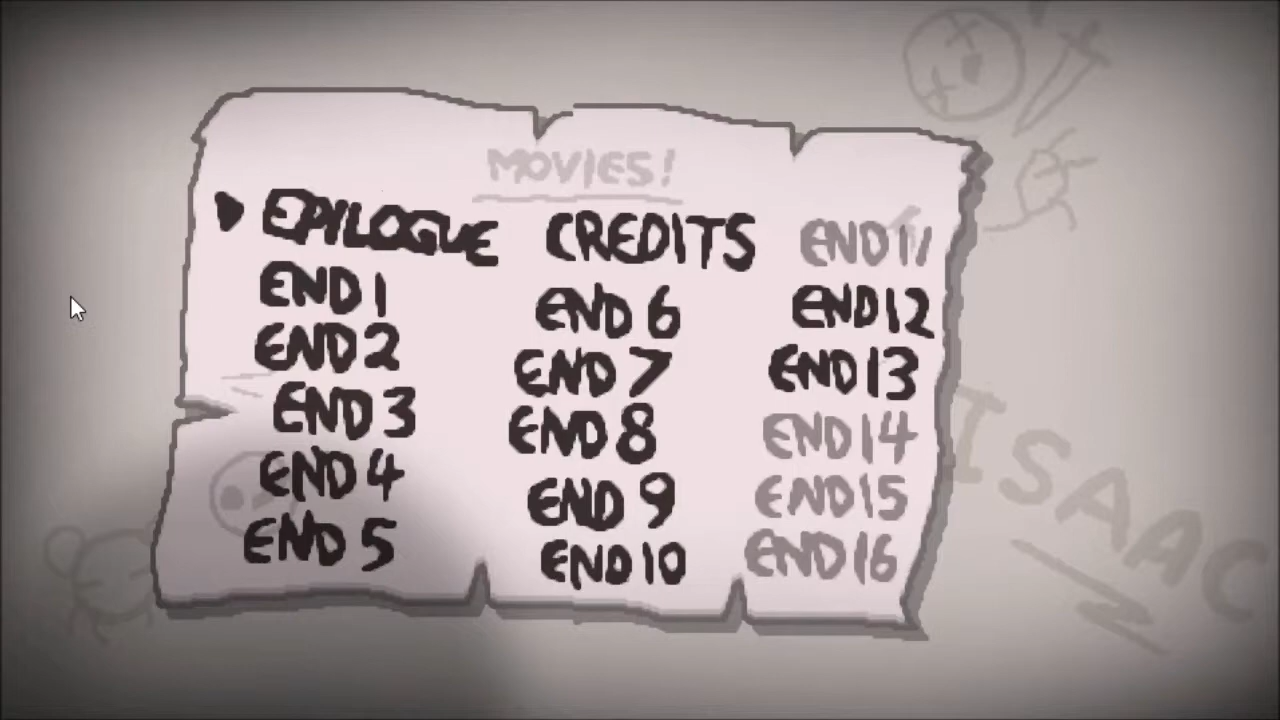 MOVIES!
EPILOGUE CREDITS END 11
END 1 END 6 END 12
END 2 END 7 END 13
END 3 END 8 END 14
END 4 END 9 END 15
END 5 END 10 END 16
ISAAC